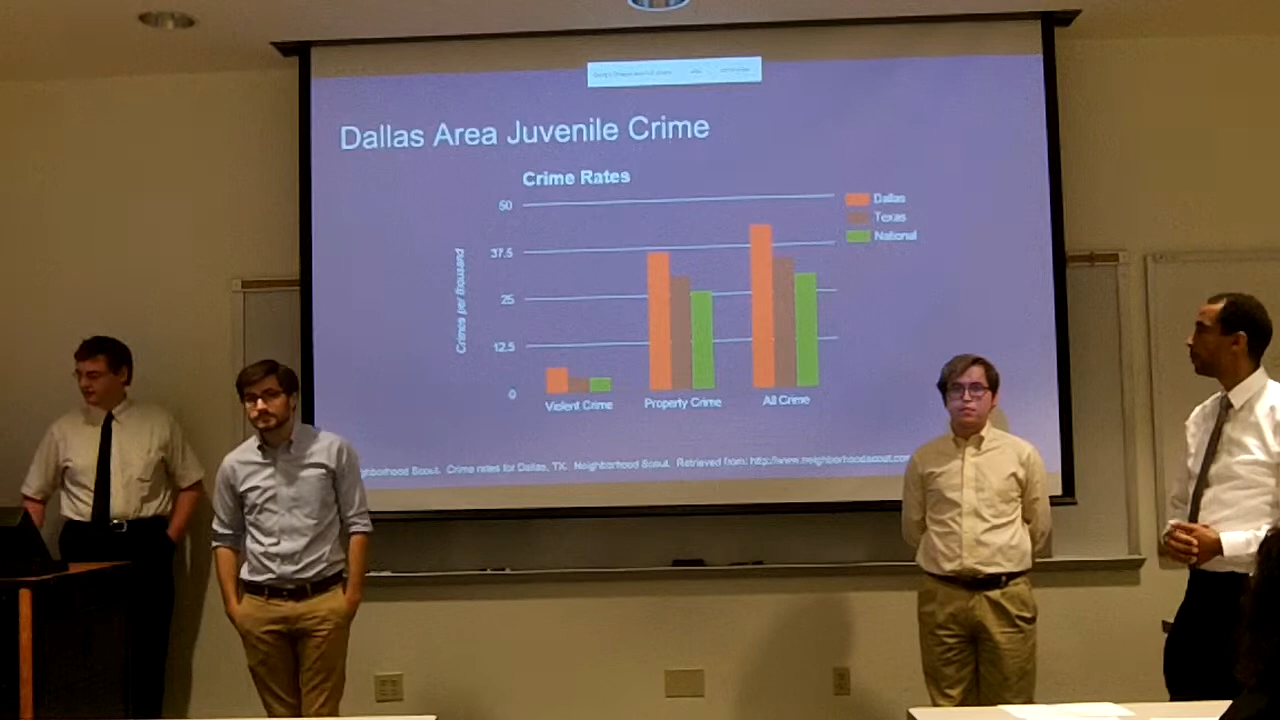 Dallas Area Juvenile Crime
Crime Rates
50
37.5
25
12.5
0
Crimes per thousand
Dallas
Texas
National
Violent Crime
Property Crime
All Crime
ghborhood Scout. Crime rates for Dallas, TX. Neighborhood Scout. Retrieved from: http://www.neighborhoodscout.com